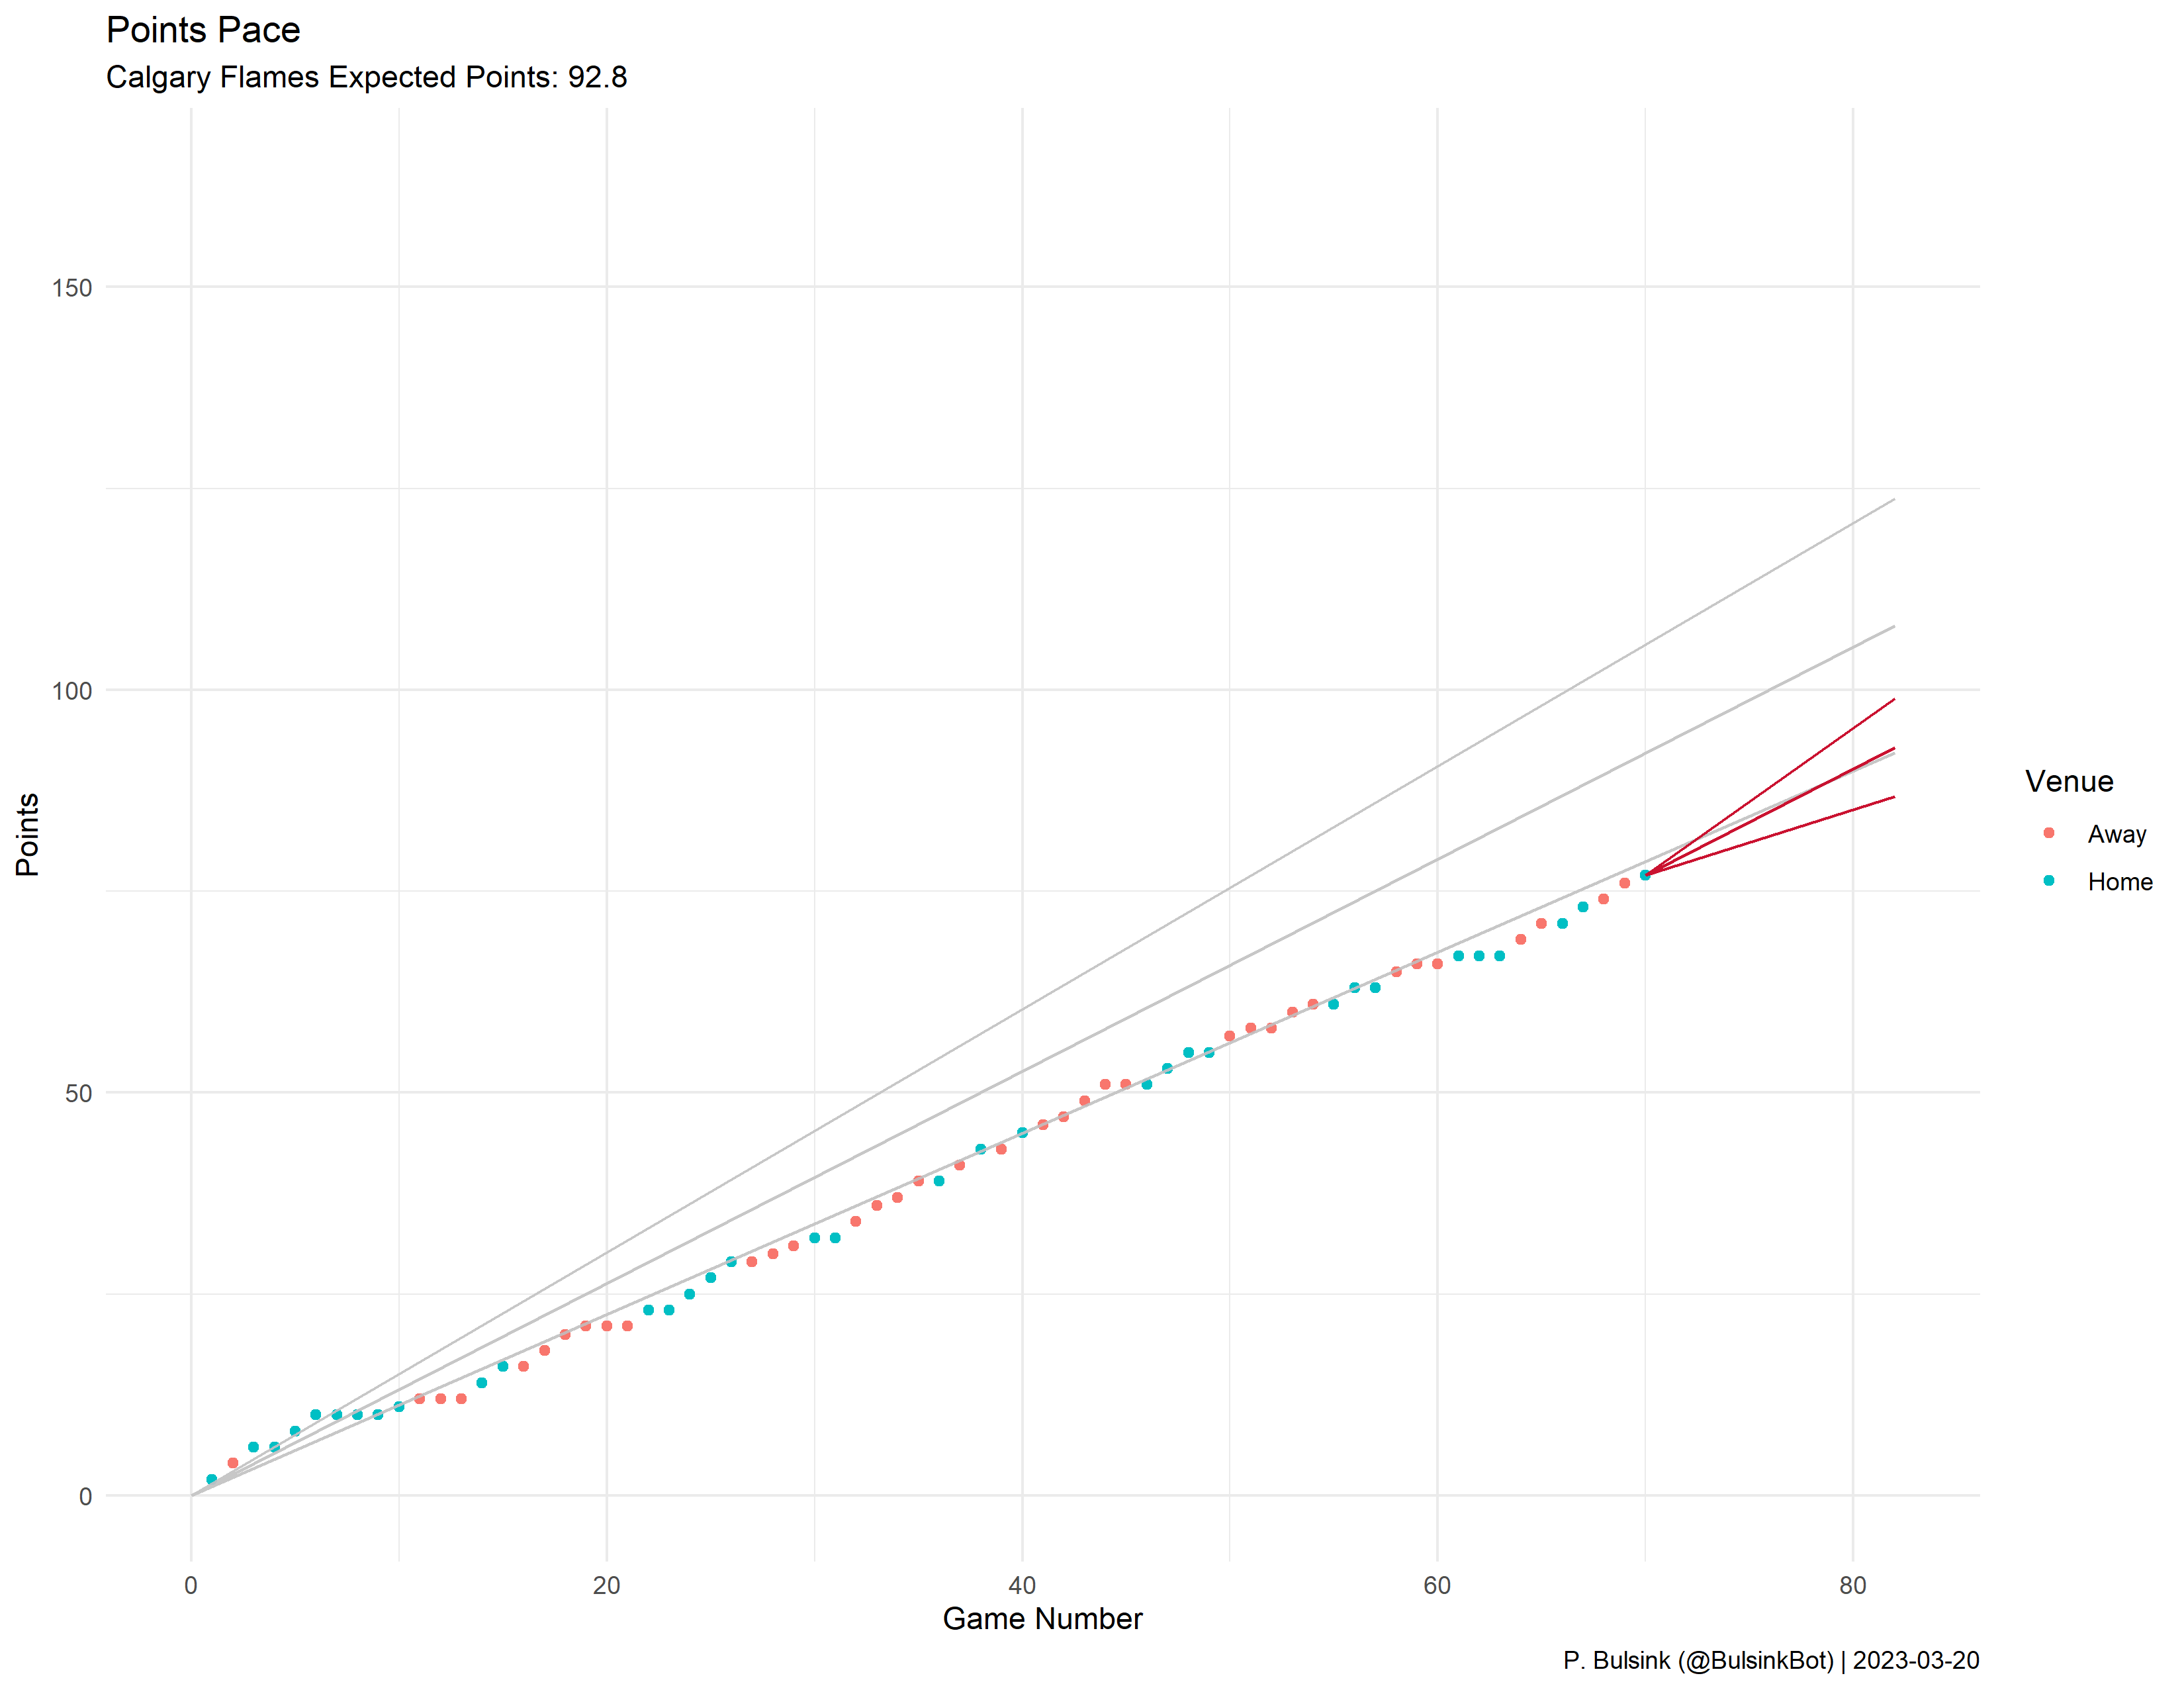 Points Pace
Calgary Flames Expected Points: 92.8
150
100
50
0
Points
0 20 40 60 80
Game Number
Venue
Away
Home
P. Bulsink (@BulsinkBot) | 2023-03-20